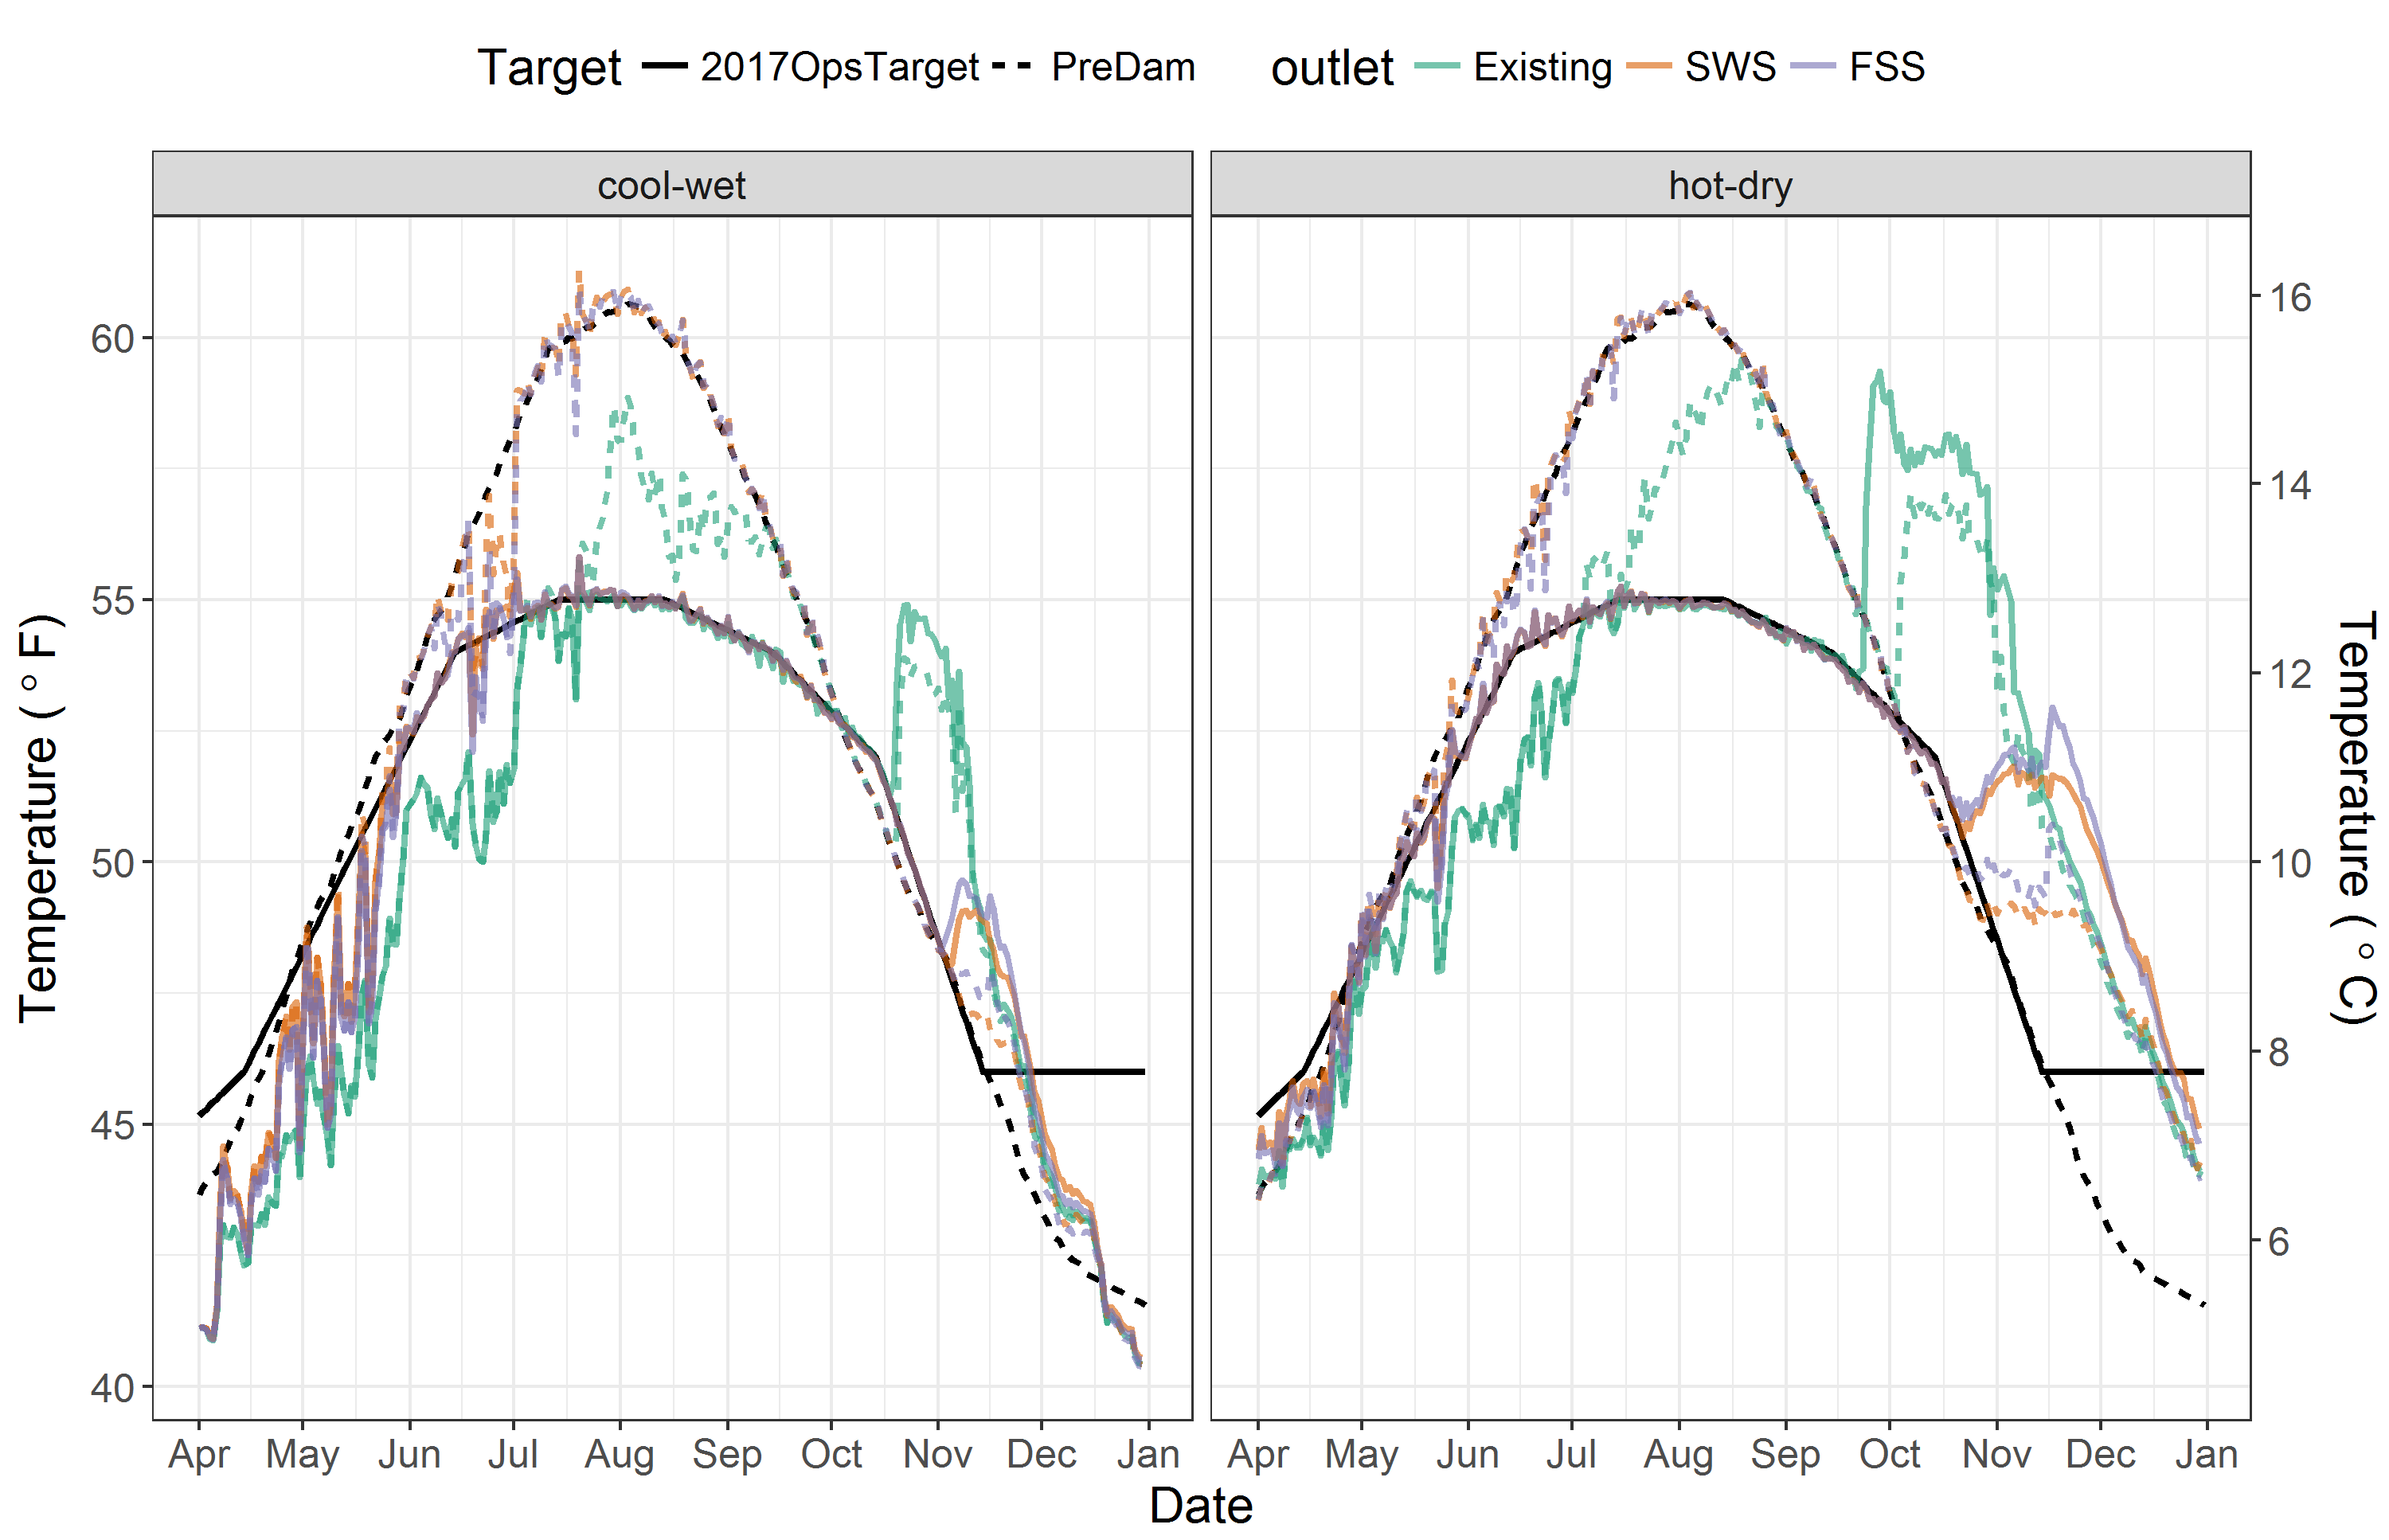 Target 2017OpsTarget PreDam outlet Existing SWS FSS
cool-wet hot-dry
60
55
50
45
40
16
14
12
10
8
6
Temperature ( ° F)
Temperature ( ° C)
Apr May Jun Jul Aug Sep Oct Nov Dec Jan
Apr May Jun Jul Aug Sep Oct Nov Dec Jan
Date